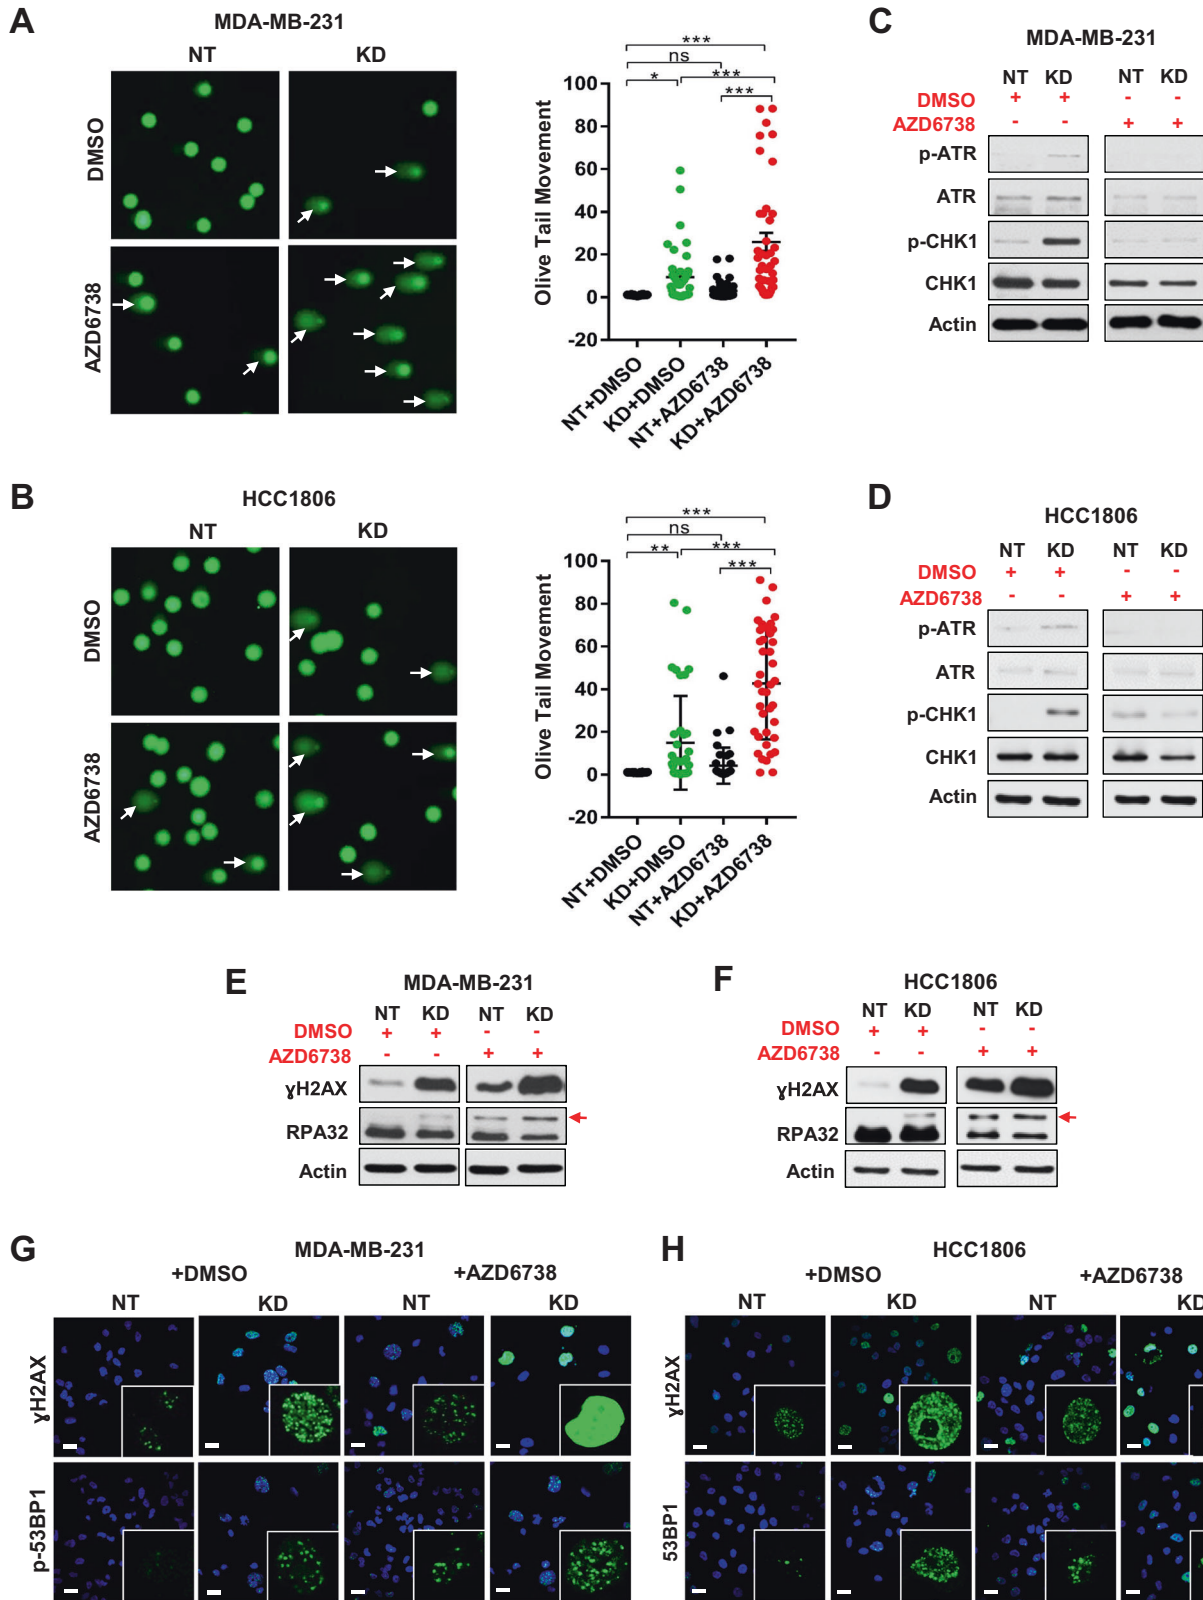 A
MDA-MB-231
NT KD
DMSO
AZD6738
Olive Tail Movement
***
ns
* ***
***
100
80
60
40
20
0
-20
NT+DMSO
KD+DMSO
NT+AZD6738
KD+AZD6738
C
MDA-MB-231
NT KD NT KD
DMSO + + - -
AZD6738 - - + +
p-ATR
ATR
p-CHK1
CHK1
Actin
B
HCC1806
NT KD
DMSO
AZD6738
Olive Tail Movement
***
ns
** ***
***
100
80
60
40
20
0
-20
NT+DMSO
KD+DMSO
NT+AZD6738
KD+AZD6738
D
HCC1806
NT KD NT KD
DMSO + + - -
AZD6738 - - + +
p-ATR
ATR
p-CHK1
CHK1
Actin
E
MDA-MB-231
NT KD NT KD
DMSO + + - -
AZD6738 - - + +
ɣH2AX
RPA32
Actin
F
HCC1806
NT KD NT KD
DMSO + + - -
AZD6738 - - + +
ɣH2AX
RPA32
Actin
G
MDA-MB-231
+DMSO +AZD6738
NT KD NT KD
ɣH2AX
p-53BP1
H
HCC1806
+DMSO +AZD6738
NT KD NT KD
ɣH2AX
53BP1